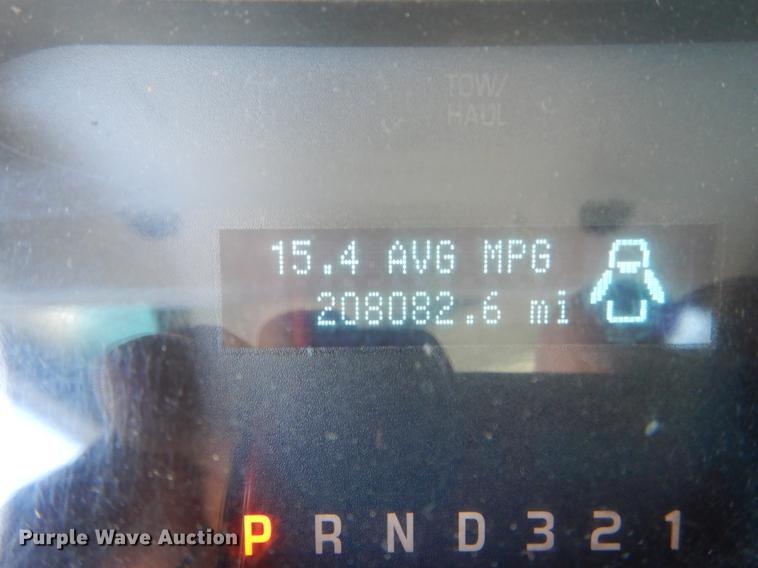 TOW/
HAUL
15.4 AVG MPG
208082.6 mi
P R N D 3 2 1
Purple Wave Auction